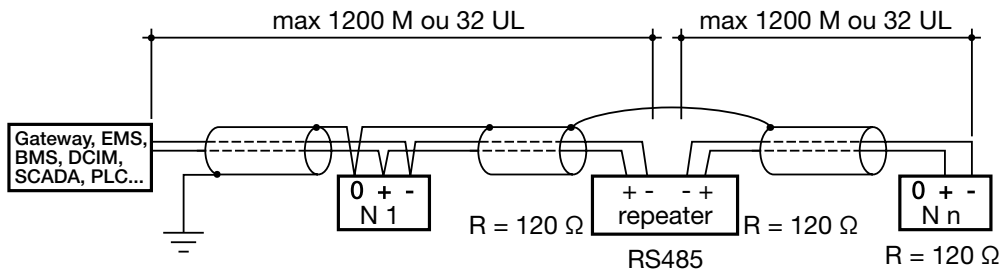 max 1200 M ou 32 UL
max 1200 M ou 32 UL
Gateway, EMS,
BMS, DCIM,
SCADA, PLC...
0 + -
N 1
+ - - +
repeater
RS485
R = 120 Ω
R = 120 Ω
0 + -
N n
R = 120 Ω